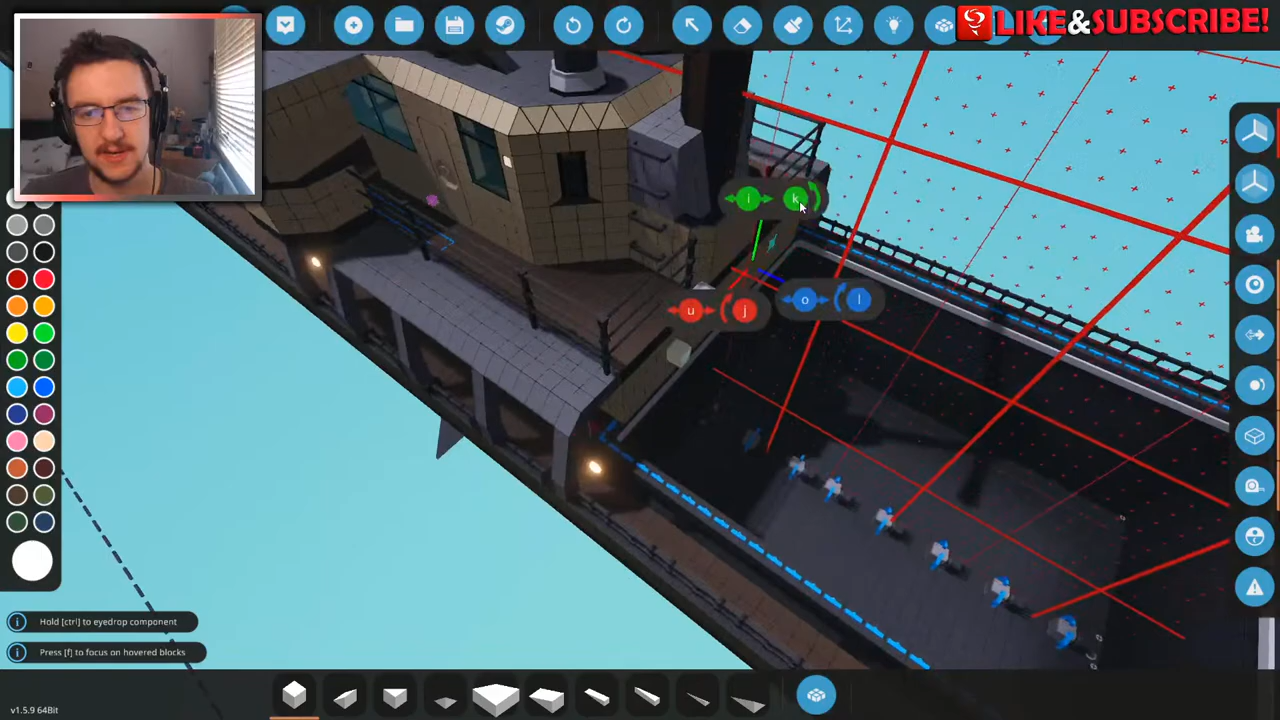 LIKE&SUBSCRIBE!
i k
u j
o l
Hold [ctrl] to eyedrop component
Press [f] to focus on hovered blocks
v1.5.9 64Bit